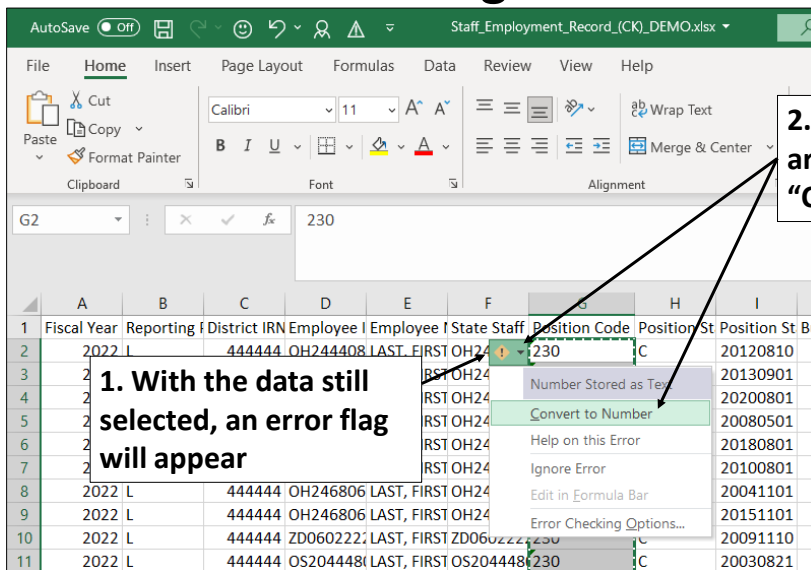 AutoSave Off Staff_Employment_Record_(CK)_DEMO.xlsx
File Home Insert Page Layout Formulas Data Review View Help
Cut
Copy
Paste
Format Painter
Clipboard
Calibri 11
B I U
Font
Wrap Text
Merge & Center
Alignment
2.
G2 fx 230
A B C D E F G H I
1 Fiscal Year Reporting District IRN Employee Employee State Staff Position Code Position St Position St B
2 2022 L 444444 OH244408 LAST, FIRST OH24 230 C 20120810
3 20130901
4 20200801
5 20080501
6 20180801
7 20100801
8 2022 L 444444 OH246806 LAST, FIRST OH24 20041101
9 2022 L 444444 OH246806 LAST, FIRST OH24 20151101
10 2022 L 444444 ZD0602222 LAST, FIRST ZD0602222 230 C 20091110
11 2022 L 444444 OS204448 LAST, FIRST OS204448 230 C 20030821
1. With the data still
selected, an error flag
will appear
Number Stored as Text
Convert to Number
Help on this Error
Ignore Error
Edit in Formula Bar
Error Checking Options...